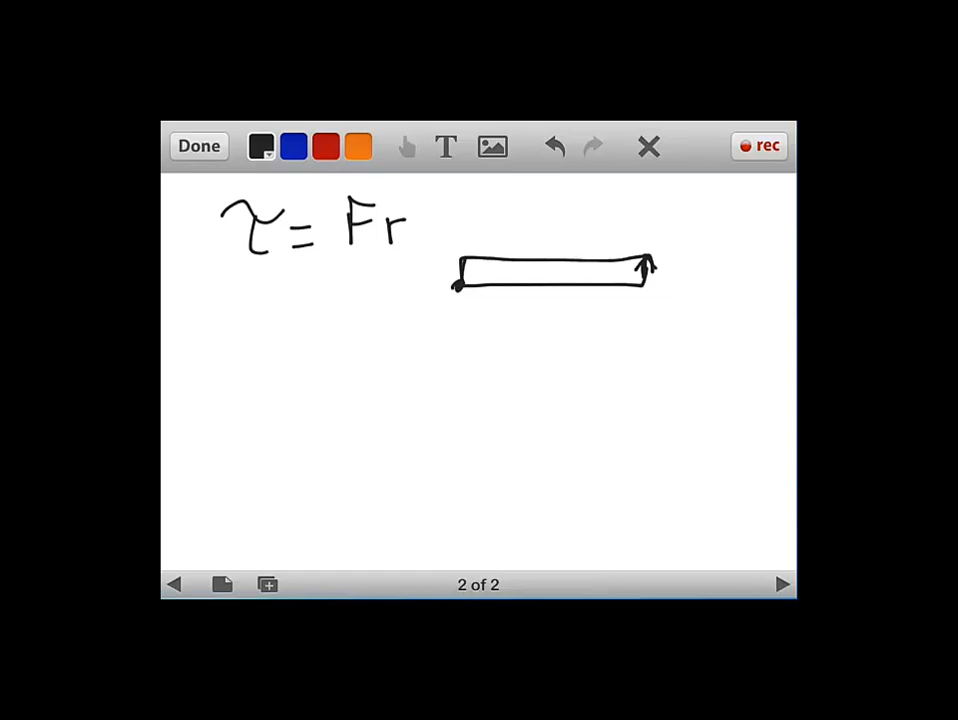 Done
T
rec
τ = Fr
2 of 2